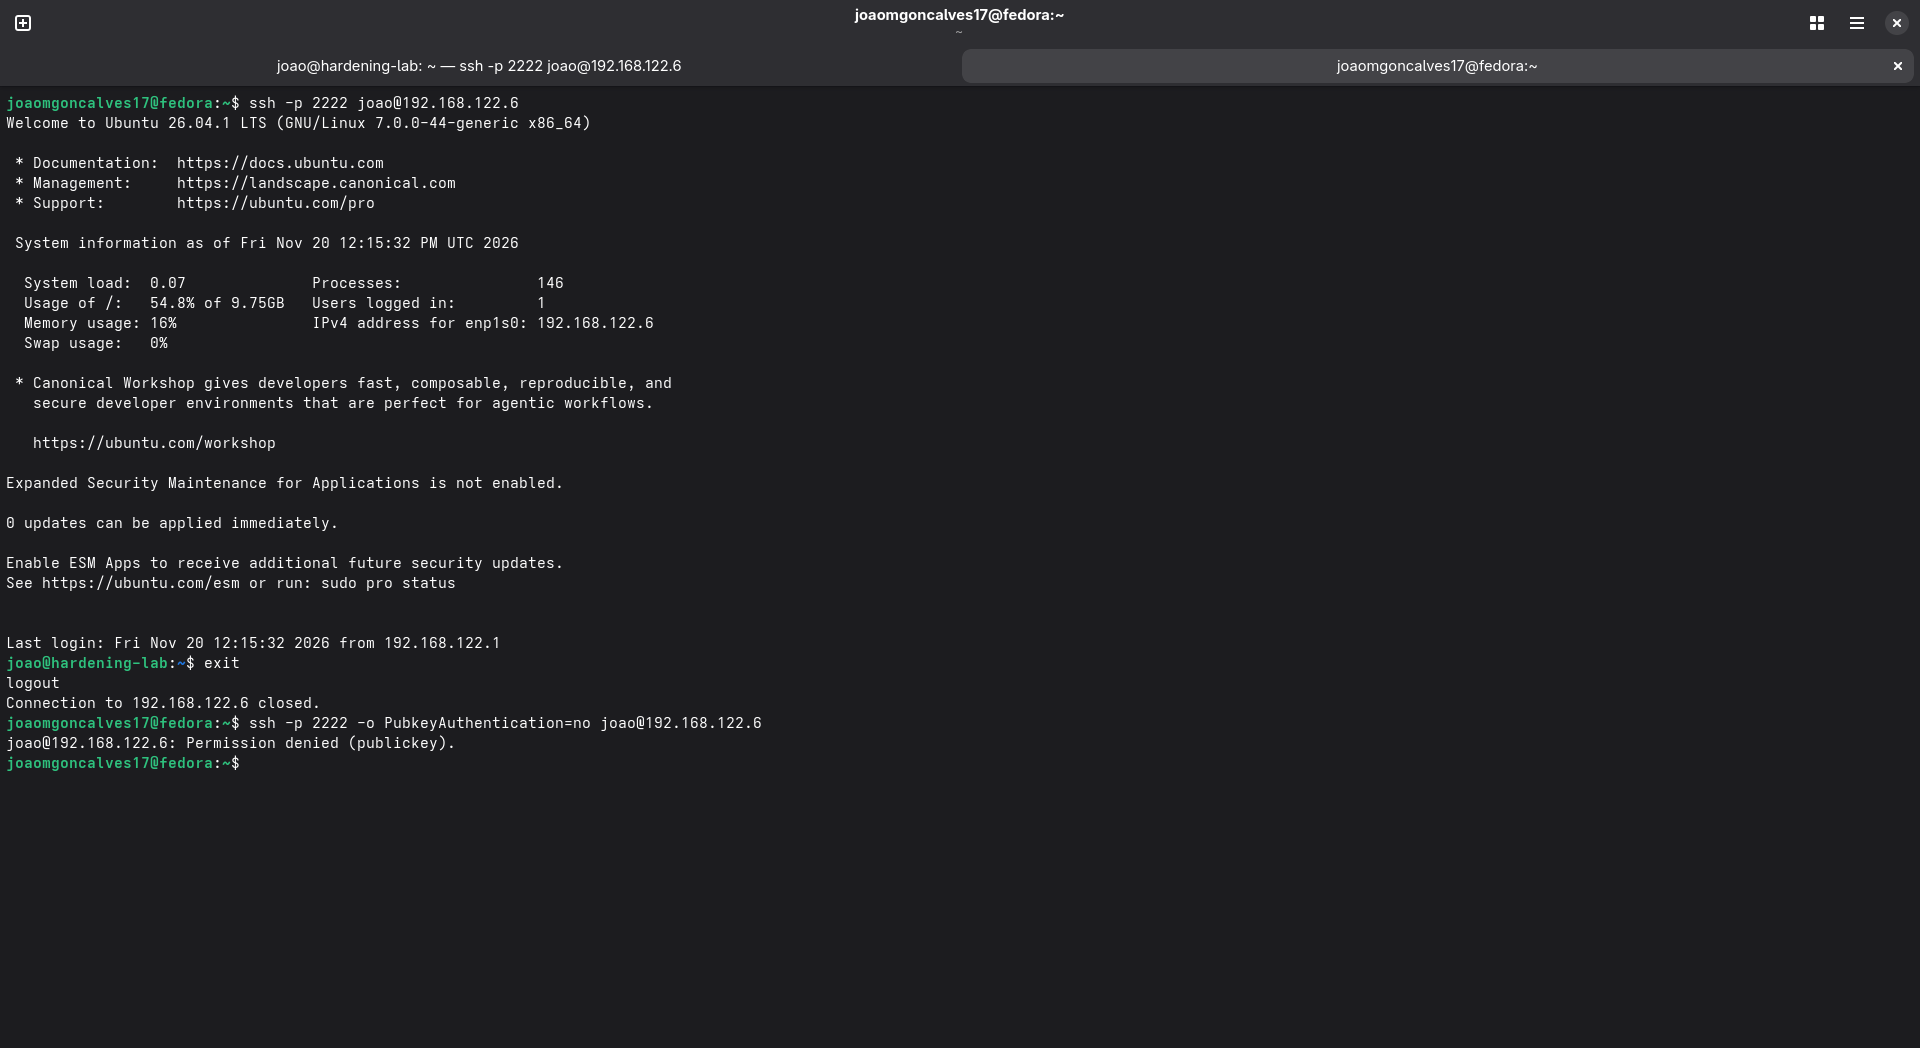 joaomgoncalves17@fedora:~
~
joao@hardening-lab: ~ — ssh -p 2222 joao@192.168.122.6
joaomgoncalves17@fedora:~
joaomgoncalves17@fedora:~$ ssh -p 2222 joao@192.168.122.6
Welcome to Ubuntu 26.04.1 LTS (GNU/Linux 7.0.0-44-generic x86_64)
 * Documentation:  https://docs.ubuntu.com
 * Management:     https://landscape.canonical.com
 * Support:        https://ubuntu.com/pro
 System information as of Fri Nov 20 12:15:32 PM UTC 2026
  System load:  0.07              Processes:               146
  Usage of /:   54.8% of 9.75GB   Users logged in:         1
  Memory usage: 16%               IPv4 address for enp1s0: 192.168.122.6
  Swap usage:   0%
 * Canonical Workshop gives developers fast, composable, reproducible, and
   secure developer environments that are perfect for agentic workflows.
   https://ubuntu.com/workshop
Expanded Security Maintenance for Applications is not enabled.
0 updates can be applied immediately.
Enable ESM Apps to receive additional future security updates.
See https://ubuntu.com/esm or run: sudo pro status
Last login: Fri Nov 20 12:15:32 2026 from 192.168.122.1
joao@hardening-lab:~$ exit
logout
Connection to 192.168.122.6 closed.
joaomgoncalves17@fedora:~$ ssh -p 2222 -o PubkeyAuthentication=no joao@192.168.122.6
joao@192.168.122.6: Permission denied (publickey).
joaomgoncalves17@fedora:~$